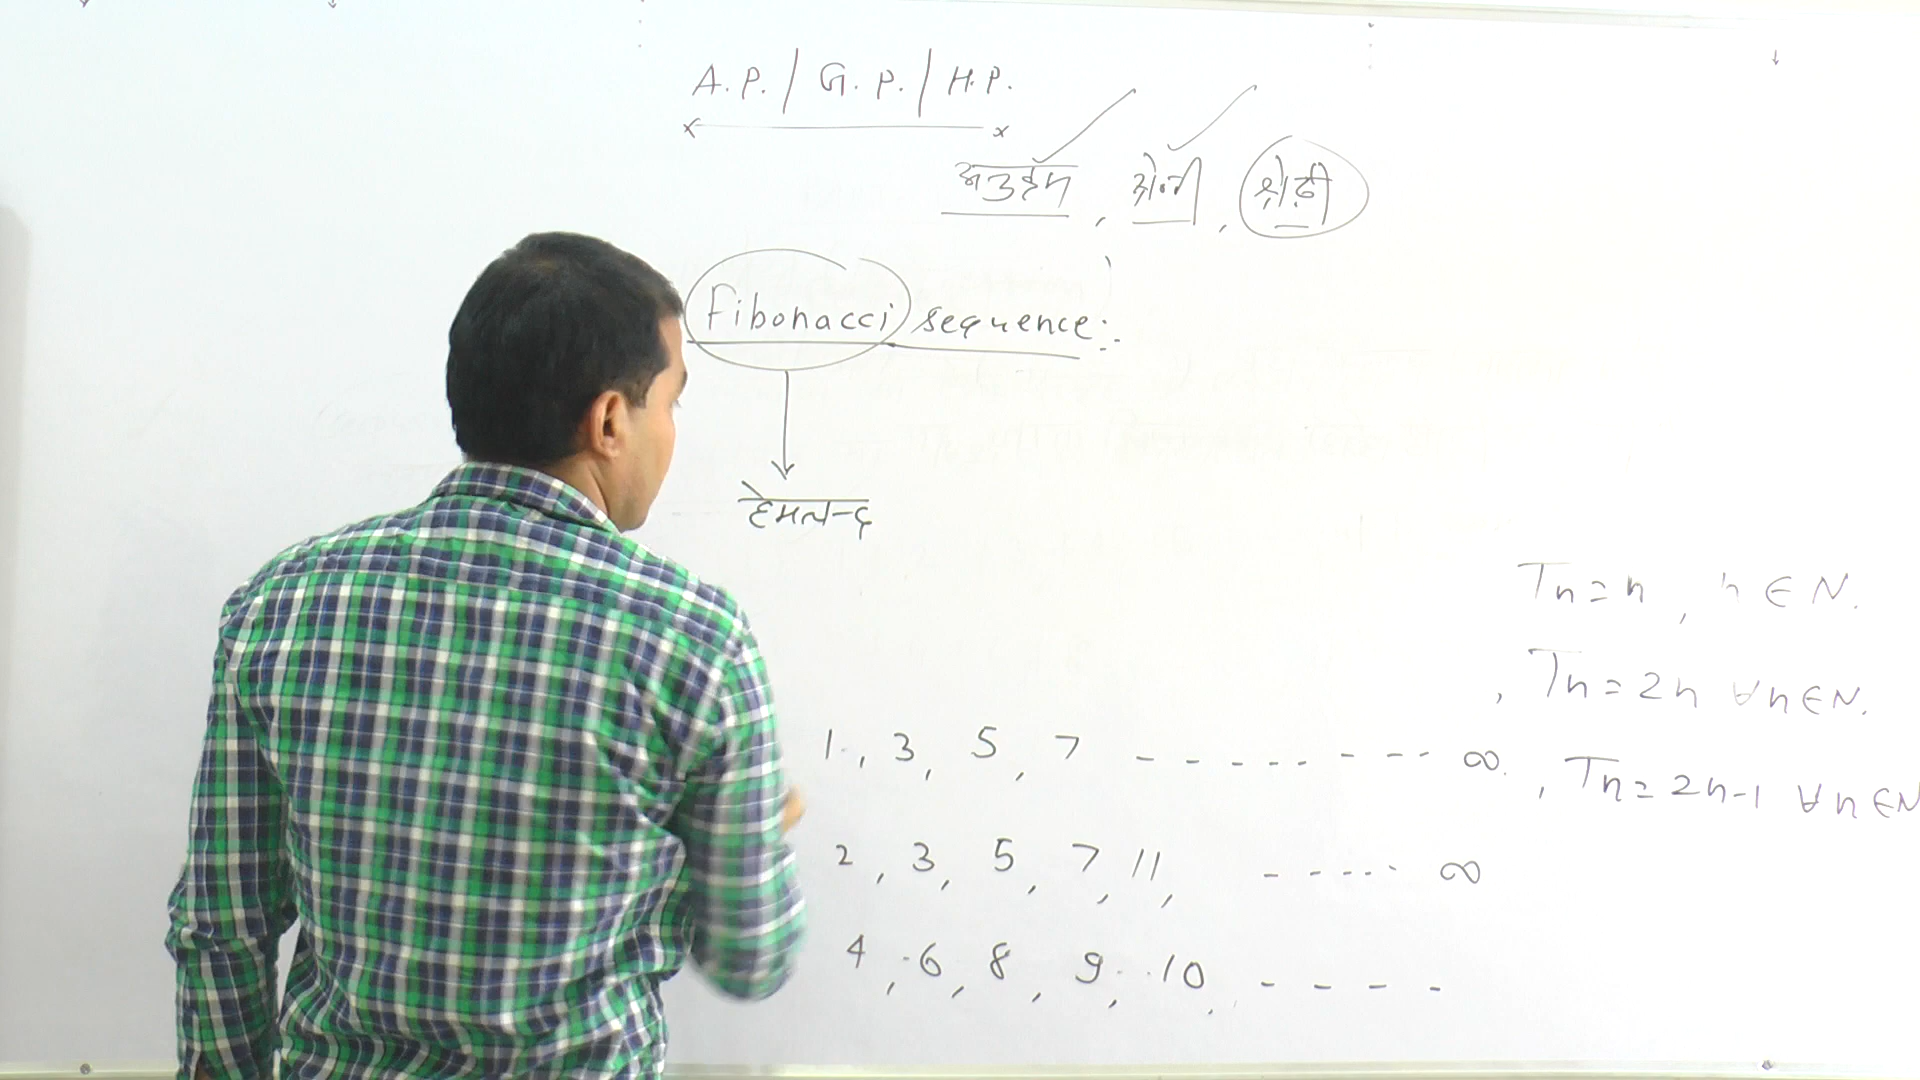 A.P. / G.P. / H.P.
अनुक्रम, श्रेणी, श्रेढ़ी
Fibonacci sequence:-
हेमन्त
Tn = n, n ∈ N.
, Tn = 2n ∀ n ∈ N.
1, 3, 5, 7 --------- ∞. , Tn = 2n-1 ∀ n ∈ N
2, 3, 5, 7, 11, ----- ∞
4, 6, 8, 9, 10, ----